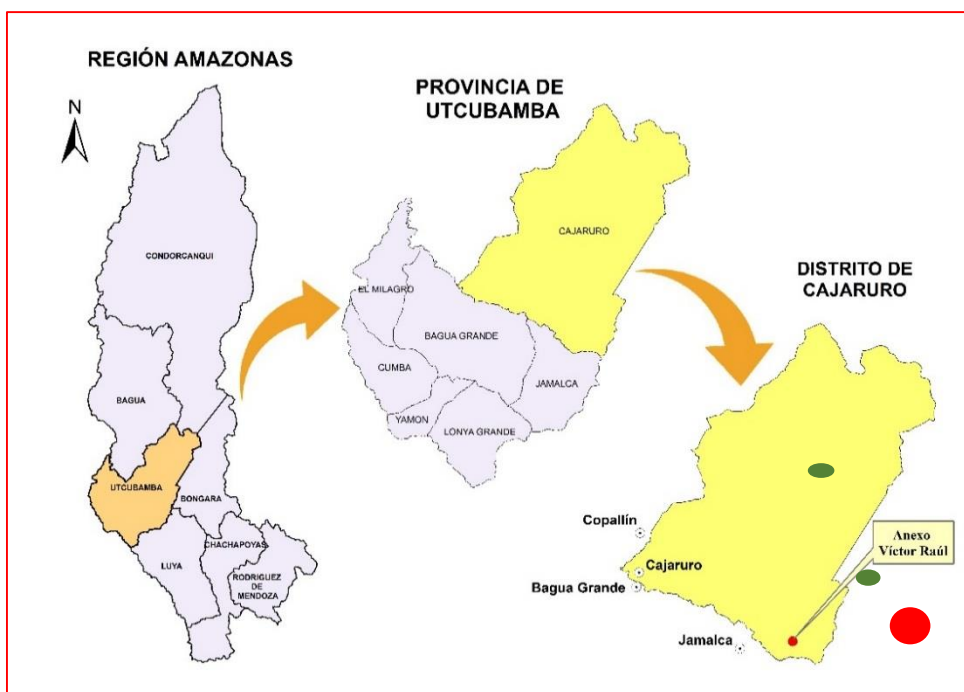 REGIÓN AMAZONAS
N
CONDORCANQUI
BAGUA
UTCUBAMBA
BONGARA
CHACHAPOYAS
LUYA
RODRIGUEZ
DE
MENDOZA
PROVINCIA DE
UTCUBAMBA
CAJARURO
EL MILAGRO
BAGUA GRANDE
CUMBA
JAMALCA
YAMON
LONYA GRANDE
DISTRITO DE
CAJARURO
Copallín
Cajaruro
Bagua Grande
Jamalca
Anexo
Víctor Raúl